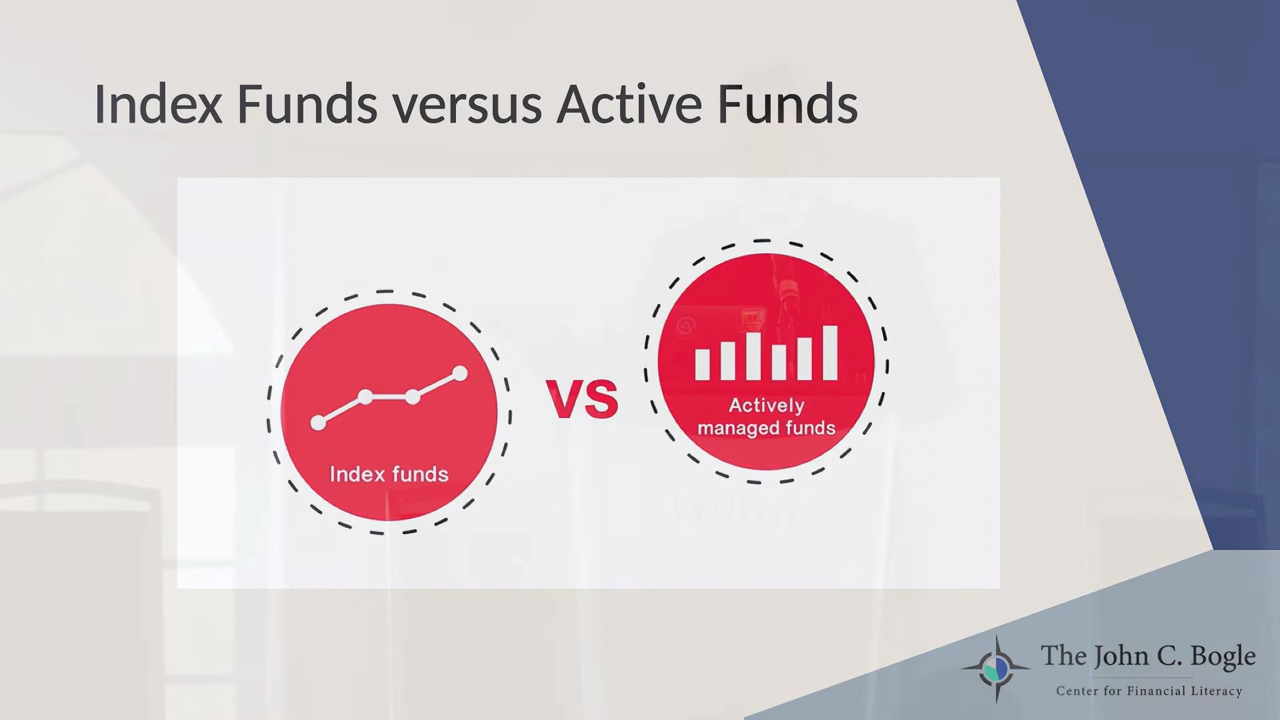 Index Funds versus Active Funds
Index funds
VS
Actively
managed funds
The John C. Bogle
Center for Financial Literacy